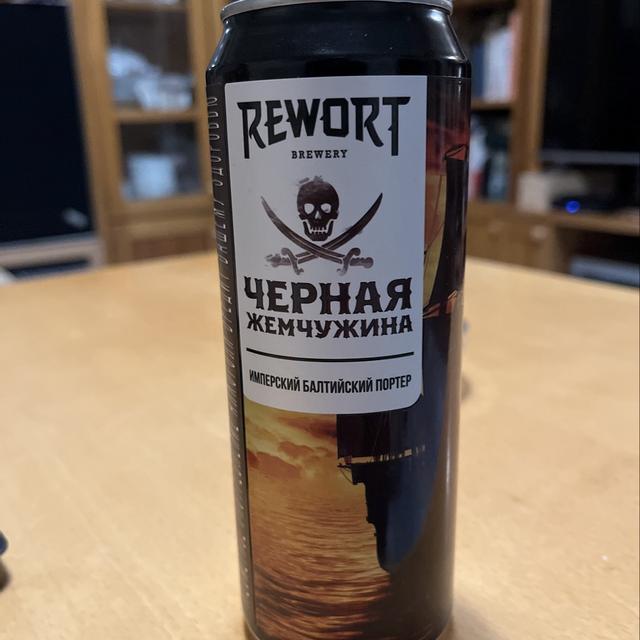 REWORT
BREWERY
ЧЕРНАЯ
ЖЕМЧУЖИНА
ИМПЕРСКИЙ БАЛТИЙСКИЙ ПОРТЕР